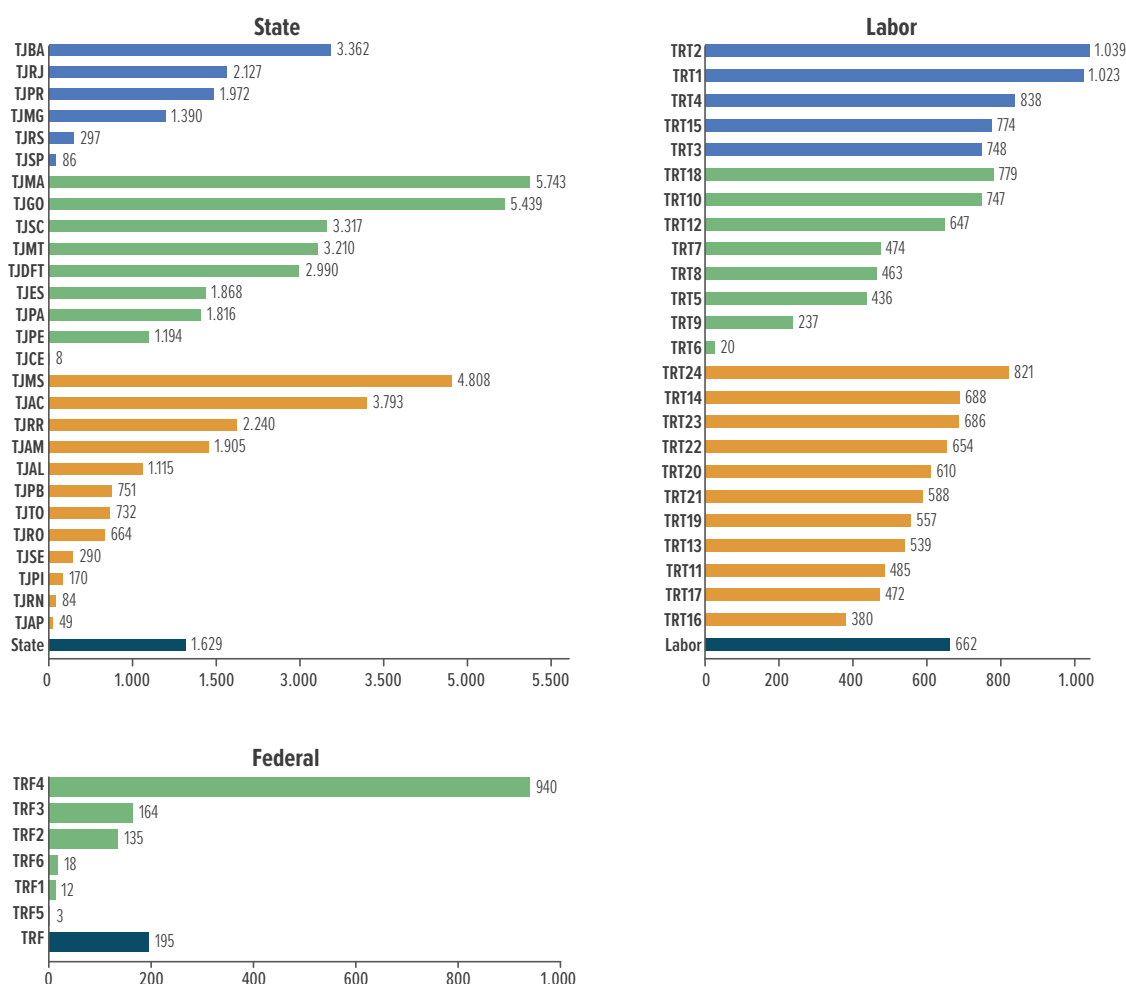 State
TJBA 3.362
TJRJ 2.127
TJPR 1.972
TJMG 1.390
TJRS 297
TJSP 86
TJMA 5.743
TJGO 5.439
TJSC 3.317
TJMT 3.210
TJDFT 2.990
TJES 1.868
TJPA 1.816
TJPE 1.194
TJCE 8
TJMS 4.808
TJAC 3.793
TJRR 2.240
TJAM 1.905
TJAL 1.115
TJPB 751
TJTO 732
TJRO 664
TJSE 290
TJPI 170
TJRN 84
TJAP 49
State 1.629
0 1.000 1.500 3.000 3.500 5.000 5.500
Labor
TRT2 1.039
TRT1 1.023
TRT4 838
TRT15 774
TRT3 748
TRT18 779
TRT10 747
TRT12 647
TRT7 474
TRT8 463
TRT5 436
TRT9 237
TRT6 20
TRT24 821
TRT14 688
TRT23 686
TRT22 654
TRT20 610
TRT21 588
TRT19 557
TRT13 539
TRT11 485
TRT17 472
TRT16 380
Labor 662
0 200 400 600 800 1.000
Federal
TRF4 940
TRF3 164
TRF2 135
TRF6 18
TRF1 12
TRF5 3
TRF 195
0 200 400 600 800 1.000